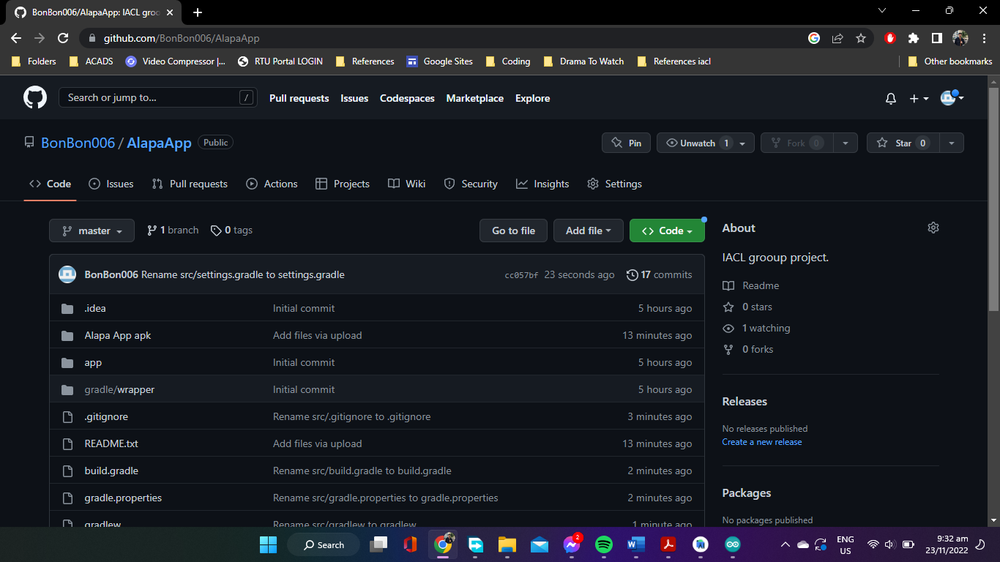 BonBon006/AlapaApp: IACL groo
github.com/BonBon006/AlapaApp
Folders ACADS Video Compressor |... RTU Portal LOGIN References Google Sites Coding Drama To Watch References iacl Other bookmarks
Search or jump to... / Pull requests Issues Codespaces Marketplace Explore
BonBon006 / AlapaApp Public Pin Unwatch 1 Fork 0 Star 0
Code Issues Pull requests Actions Projects Wiki Security Insights Settings
master 1 branch 0 tags Go to file Add file Code
BonBon006 Rename src/settings.gradle to settings.gradle cc057bf 23 seconds ago 17 commits
.idea Initial commit 5 hours ago
Alapa App apk Add files via upload 13 minutes ago
app Initial commit 5 hours ago
gradle/wrapper Initial commit 5 hours ago
.gitignore Rename src/.gitignore to .gitignore 3 minutes ago
README.txt Add files via upload 13 minutes ago
build.gradle Rename src/build.gradle to build.gradle 2 minutes ago
gradle.properties Rename src/gradle.properties to gradle.properties 2 minutes ago
gradlew Rename src/gradlew to gradlew 1 minute ago
About
IACL grooup project.
Readme
0 stars
1 watching
0 forks
Releases
No releases published
Create a new release
Packages
No packages published
Search 2 ENG US 9:32 am 23/11/2022